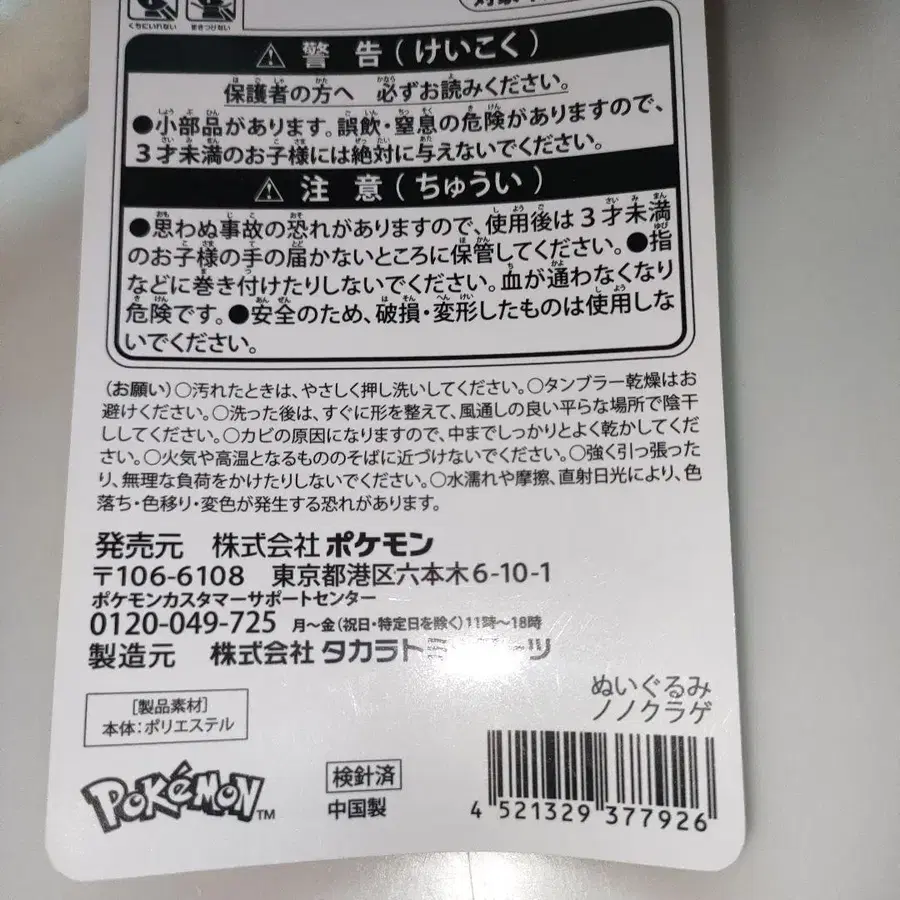 くちにいれない まきつけない
⚠ 警告(けいこく)
保護者の方へ 必ずお読みください。
●小部品があります。誤飲・窒息の危険がありますので、
3才未満のお子様には絶対に与えないでください。
⚠ 注意(ちゅうい)
●思わぬ事故の恐れがありますので、使用後は3才未満
のお子様の手の届かないところに保管してください。●指
などに巻き付けたりしないでください。血が通わなくなり
危険です。●安全のため、破損・変形したものは使用しな
いでください。
(お願い)○汚れたときは、やさしく押し洗いしてください。○タンブラー乾燥はお
避けください。○洗った後は、すぐに形を整えて、風通しの良い平らな場所で陰干
ししてください。○カビの原因になりますので、中までしっかりとよく乾かしてくだ
さい。○火気や高温となるもののそばに近づけないでください。○強く引っ張った
り、無理な負荷をかけたりしないでください。○水濡れや摩擦、直射日光により、色
落ち・色移り・変色が発生する恐れがあります。
発売元 株式会社ポケモン
〒106-6108 東京都港区六本木6-10-1
ポケモンカスタマーサポートセンター
0120-049-725 月～金(祝日・特定日を除く)11時～18時
製造元 株式会社タカラト
ぬいぐるみ
ノノクラゲ
[製品素材]
本体:ポリエステル
POKéMON™
検針済
中国製
4 521329 377926